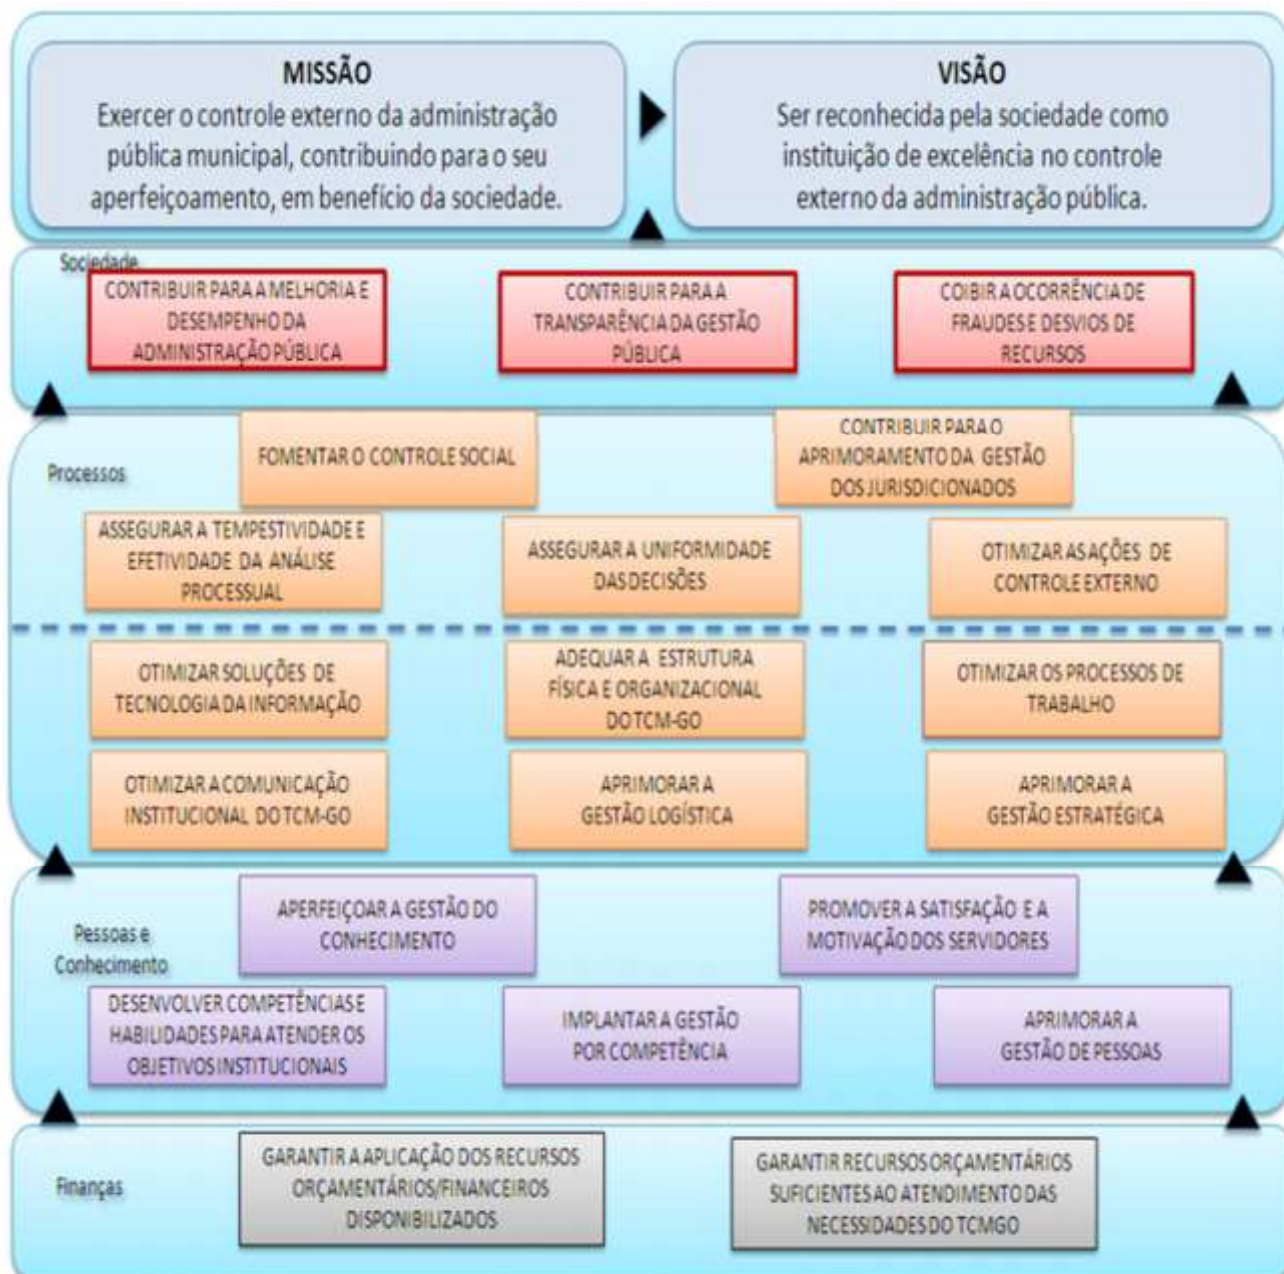 MISSÃO
Exercer o controle externo da administração
pública municipal, contribuindo para o seu
aperfeiçoamento, em benefício da sociedade.
VISÃO
Ser reconhecida pela sociedade como
instituição de excelência no controle
externo da administração pública.
Sociedade
CONTRIBUIR PARA A MELHORIA E
DESEMPENHO DA
ADMINISTRAÇÃO PÚBLICA
CONTRIBUIR PARA A
TRANSPARÊNCIA DA GESTÃO
PÚBLICA
COIBIR A OCORRÊNCIA DE
FRAUDES E DESVIOS DE
RECURSOS
Processos
FOMENTAR O CONTROLE SOCIAL
CONTRIBUIR PARA O
APRIMORAMENTO DA GESTÃO
DOS JURISDICIONADOS
ASSEGURAR A TEMPESTIVIDADE E
EFETIVIDADE DA ANÁLISE
PROCESSUAL
ASSEGURAR A UNIFORMIDADE
DAS DECISÕES
OTIMIZAR AS AÇÕES DE
CONTROLE EXTERNO
OTIMIZAR SOLUÇÕES DE
TECNOLOGIA DA INFORMAÇÃO
ADEQUAR A ESTRUTURA
FÍSICA E ORGANIZACIONAL
DO TCM-GO
OTIMIZAR OS PROCESSOS DE
TRABALHO
OTIMIZAR A COMUNICAÇÃO
INSTITUCIONAL DO TCM-GO
APRIMORAR A
GESTÃO LOGÍSTICA
APRIMORAR A
GESTÃO ESTRATÉGICA
Pessoas e
Conhecimento
APERFEIÇOAR A GESTÃO DO
CONHECIMENTO
PROMOVER A SATISFAÇÃO E A
MOTIVAÇÃO DOS SERVIDORES
DESENVOLVER COMPETÊNCIAS E
HABILIDADES PARA ATENDER OS
OBJETIVOS INSTITUCIONAIS
IMPLANTAR A GESTÃO
POR COMPETÊNCIA
APRIMORAR A
GESTÃO DE PESSOAS
Finanças
GARANTIR A APLICAÇÃO DOS RECURSOS
ORÇAMENTÁRIOS/FINANCEIROS
DISPONIBILIZADOS
GARANTIR RECURSOS ORÇAMENTÁRIOS
SUFICIENTES AO ATENDIMENTO DAS
NECESSIDADES DO TCMGO